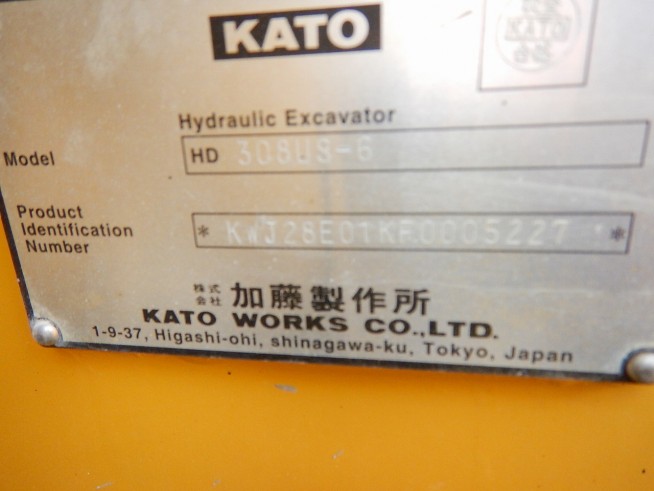 KATO
KATO
Hydraulic Excavator
Model
HD 308US-6
Product
Identification
Number
* KWJ28E01KF0005227 *
株式
会社 加藤製作所
KATO WORKS CO.,LTD.
1-9-37, Higashi-ohi, shinagawa-ku, Tokyo, Japan